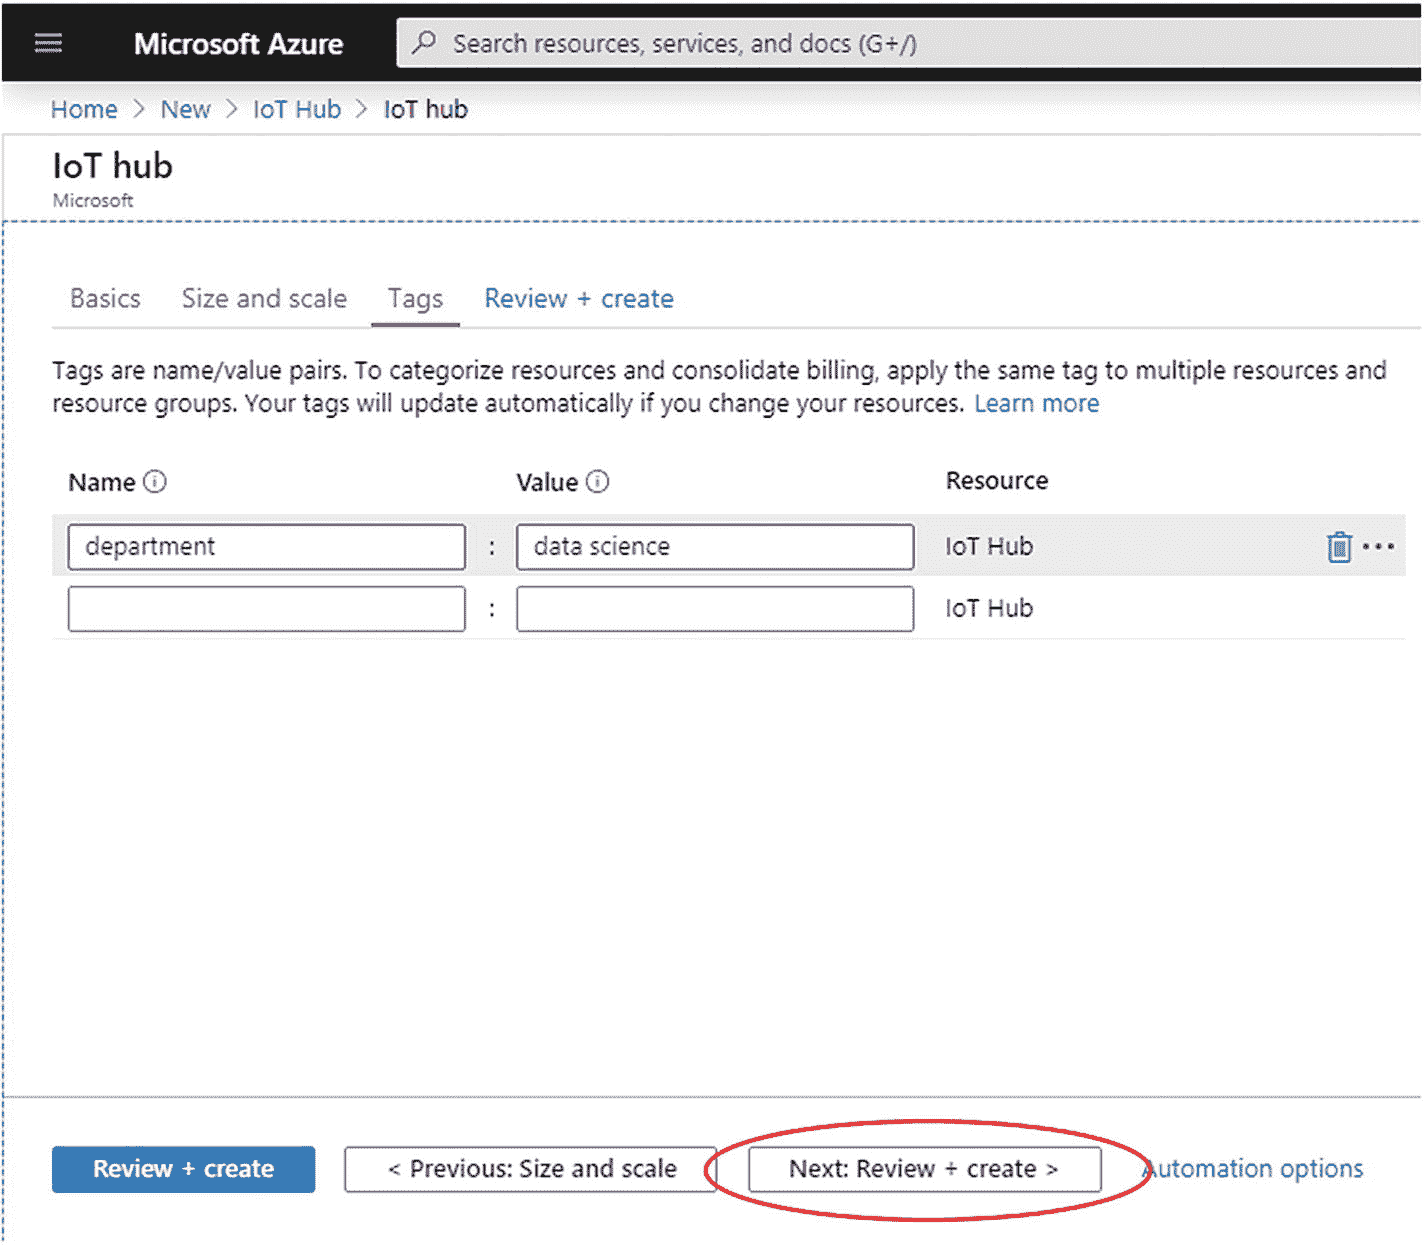 Microsoft Azure
Search resources, services, and docs (G+/)
Home > New > IoT Hub > IoT hub
IoT hub
Microsoft
Basics Size and scale Tags Review + create
Tags are name/value pairs. To categorize resources and consolidate billing, apply the same tag to multiple resources and
resource groups. Your tags will update automatically if you change your resources. Learn more
Name Value Resource
department : data science IoT Hub
: IoT Hub
Review + create < Previous: Size and scale Next: Review + create > Automation options